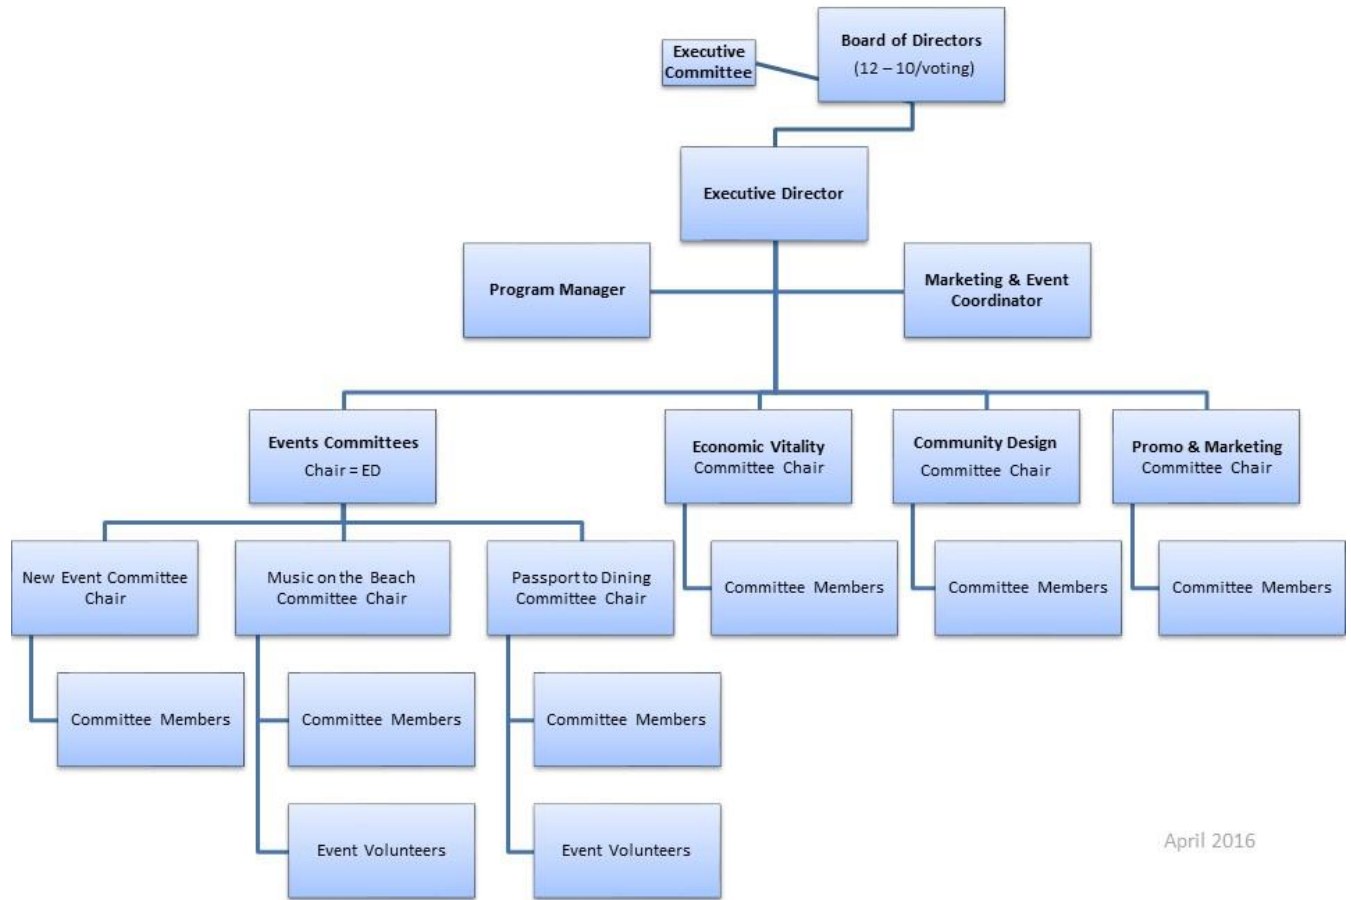 Executive
Committee
Board of Directors
(12 – 10/voting)
Executive Director
Program Manager
Marketing & Event
Coordinator
Events Committees
Chair = ED
Economic Vitality
Committee Chair
Community Design
Committee Chair
Promo & Marketing
Committee Chair
New Event Committee
Chair
Music on the Beach
Committee Chair
Passport to Dining
Committee Chair
Committee Members
Committee Members
Committee Members
Committee Members
Committee Members
Committee Members
Event Volunteers
Event Volunteers
April 2016